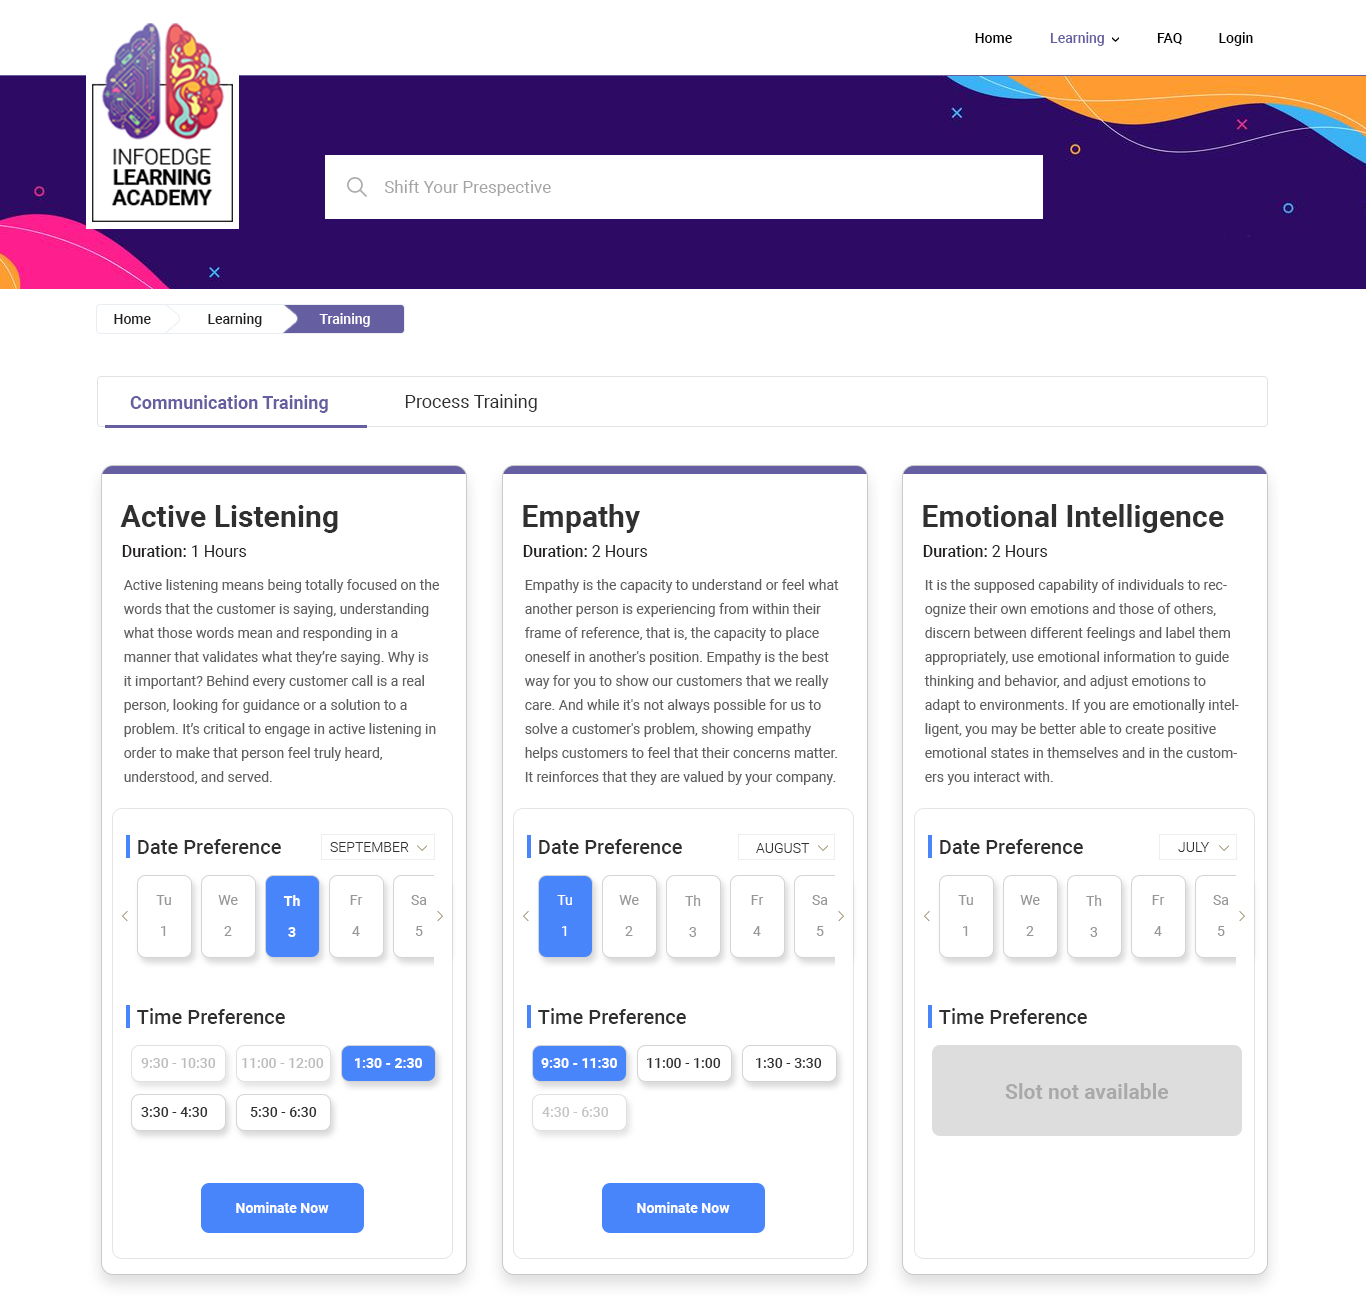 Home
Learning
FAQ
Login
INFOEDGE
LEARNING
ACADEMY
Shift Your Prespective
Home
Learning
Training
Communication Training
Process Training
Active Listening
Duration: 1 Hours
Active listening means being totally focused on the
words that the customer is saying, understanding
what those words mean and responding in a
manner that validates what they’re saying. Why is
it important? Behind every customer call is a real
person, looking for guidance or a solution to a
problem. It’s critical to engage in active listening in
order to make that person feel truly heard,
understood, and served.
Date Preference
SEPTEMBER
Tu
1
We
2
Th
3
Fr
4
Sa
5
Time Preference
9:30 - 10:30
11:00 - 12:00
1:30 - 2:30
3:30 - 4:30
5:30 - 6:30
Nominate Now
Empathy
Duration: 2 Hours
Empathy is the capacity to understand or feel what
another person is experiencing from within their
frame of reference, that is, the capacity to place
oneself in another's position. Empathy is the best
way for you to show our customers that we really
care. And while it's not always possible for us to
solve a customer's problem, showing empathy
helps customers to feel that their concerns matter.
It reinforces that they are valued by your company.
Date Preference
AUGUST
Tu
1
We
2
Th
3
Fr
4
Sa
5
Time Preference
9:30 - 11:30
11:00 - 1:00
1:30 - 3:30
4:30 - 6:30
Nominate Now
Emotional Intelligence
Duration: 2 Hours
It is the supposed capability of individuals to rec-
ognize their own emotions and those of others,
discern between different feelings and label them
appropriately, use emotional information to guide
thinking and behavior, and adjust emotions to
adapt to environments. If you are emotionally intel-
ligent, you may be better able to create positive
emotional states in themselves and in the custom-
ers you interact with.
Date Preference
JULY
Tu
1
We
2
Th
3
Fr
4
Sa
5
Time Preference
Slot not available